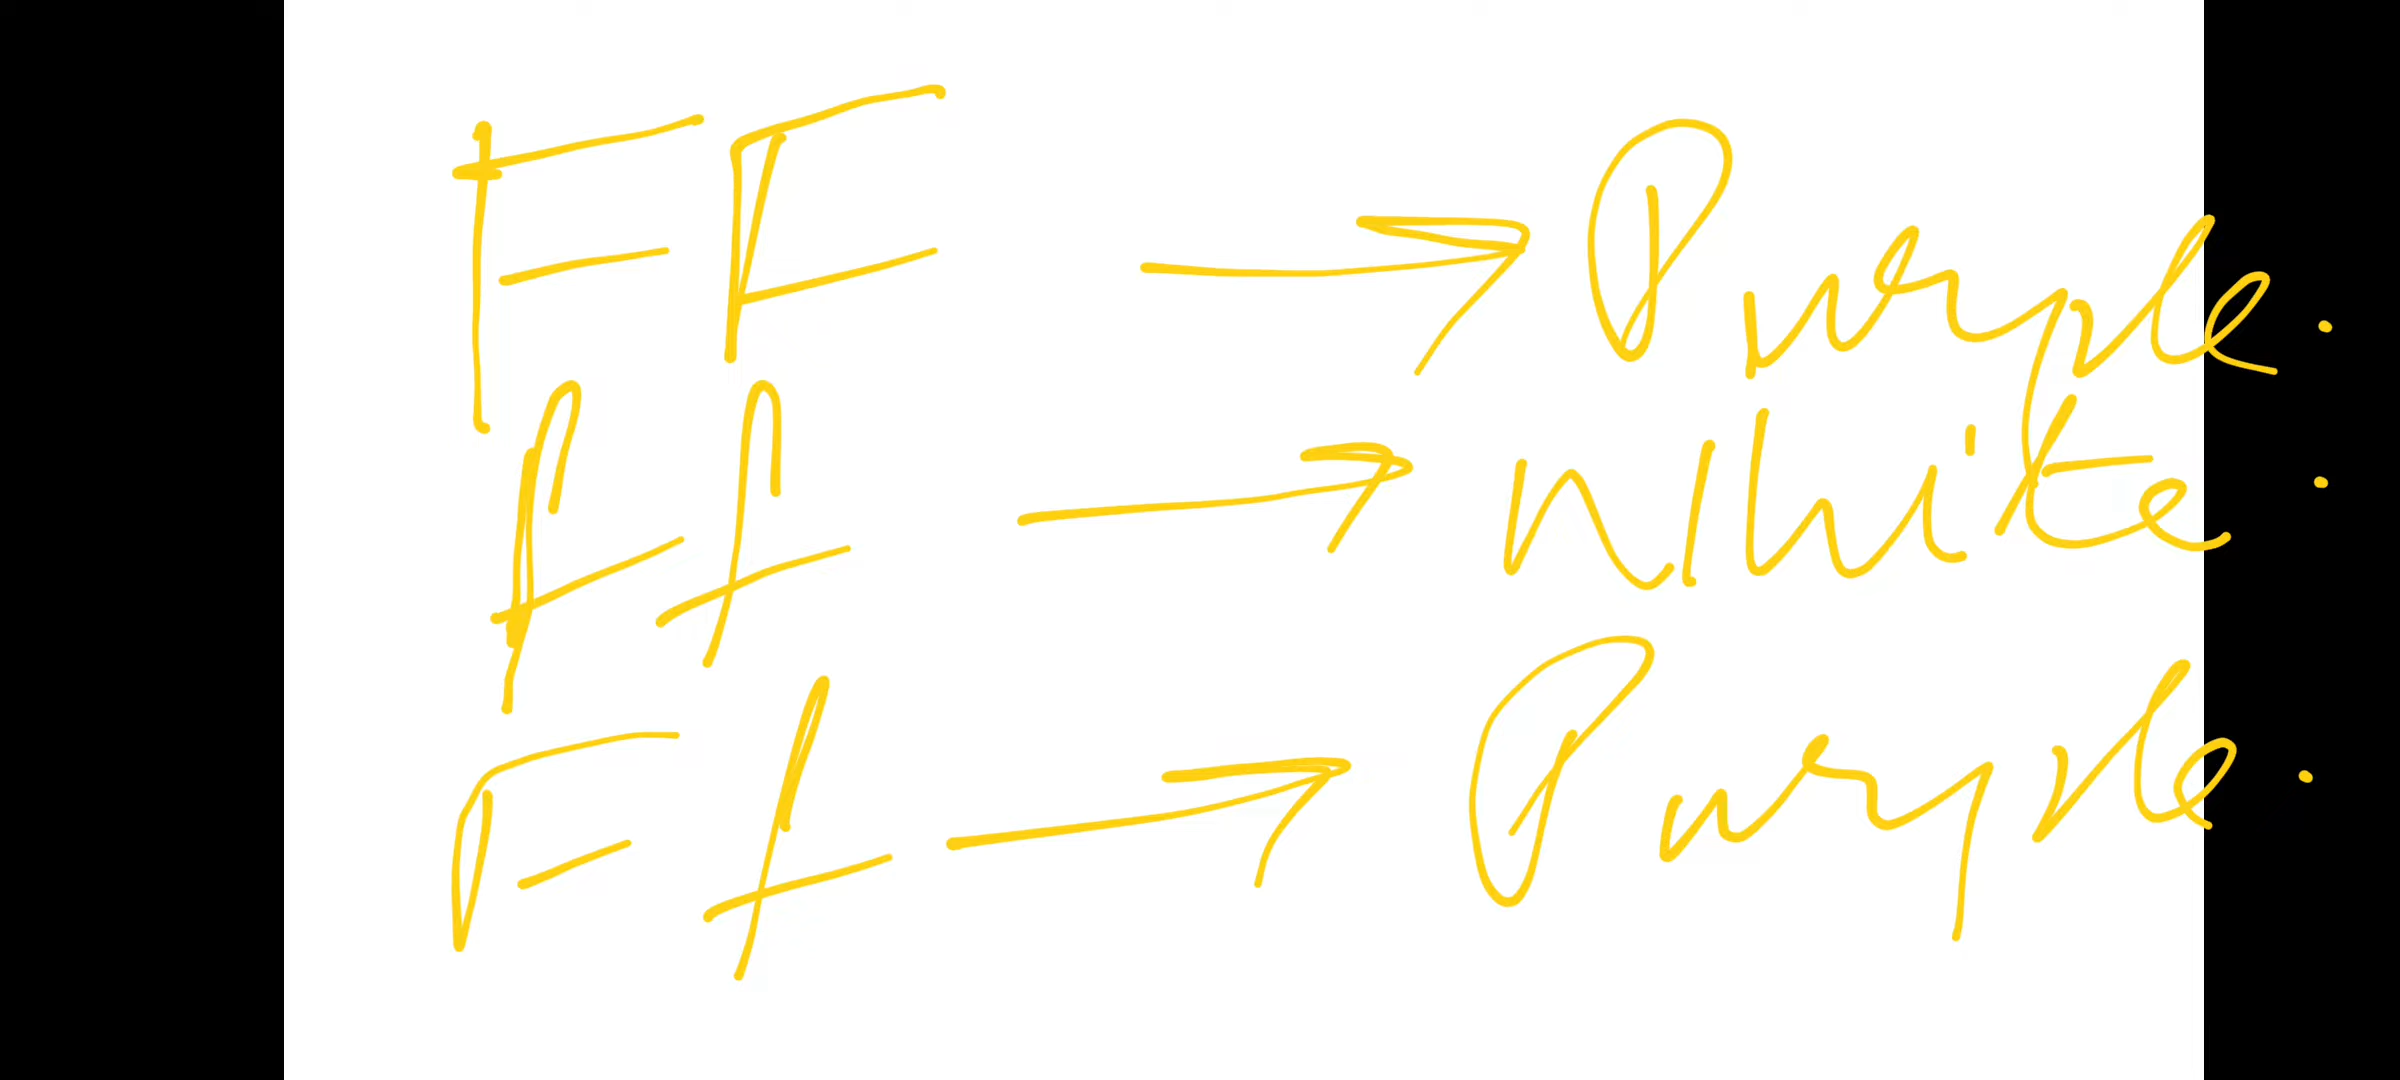 FF → Purple.
ff → White.
Ff → Purple.